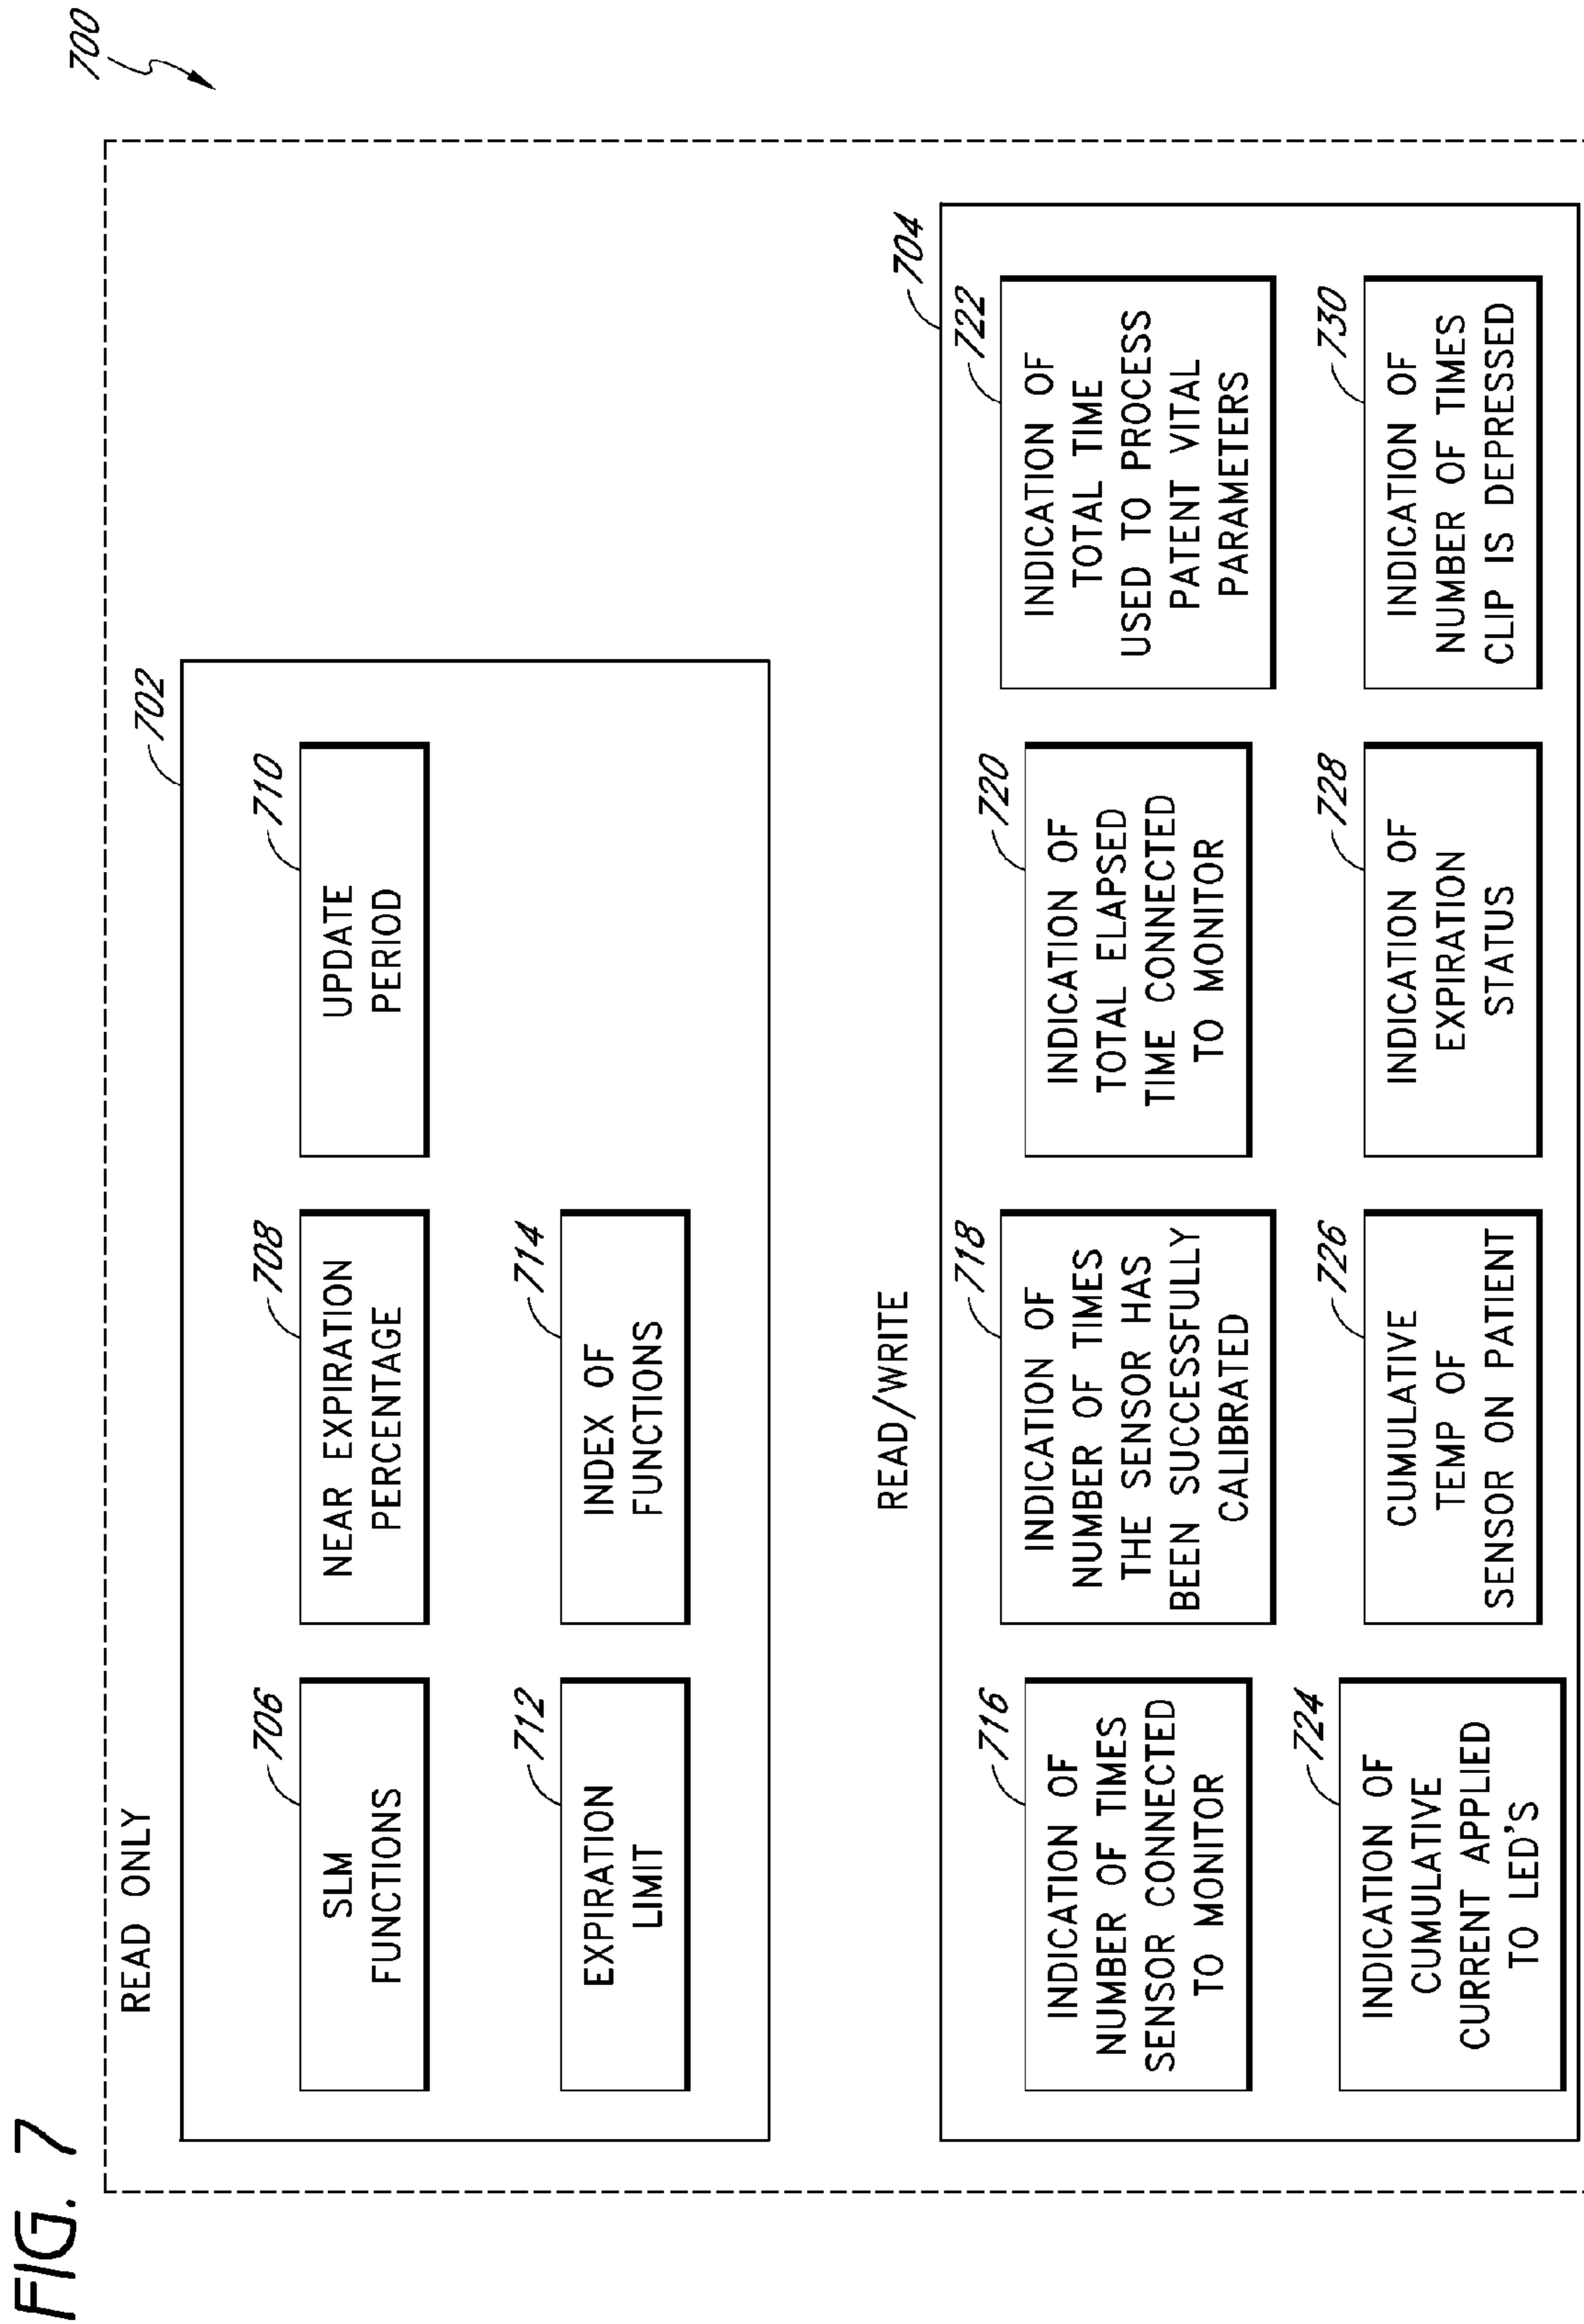 FIG. 7
700
READ ONLY
702
706
SLM
FUNCTIONS
708
NEAR EXPIRATION
PERCENTAGE
710
UPDATE
PERIOD
712
EXPIRATION
LIMIT
714
INDEX OF
FUNCTIONS
READ/WRITE
704
716
INDICATION OF
NUMBER OF TIMES
SENSOR CONNECTED
TO MONITOR
718
INDICATION OF
NUMBER OF TIMES
THE SENSOR HAS
BEEN SUCCESSFULLY
CALIBRATED
720
INDICATION OF
TOTAL ELAPSED
TIME CONNECTED
TO MONITOR
722
INDICATION OF
TOTAL TIME
USED TO PROCESS
PATENT VITAL
PARAMETERS
724
INDICATION OF
CUMULATIVE
CURRENT APPLIED
TO LED'S
726
CUMULATIVE
TEMP OF
SENSOR ON PATIENT
728
INDICATION OF
EXPIRATION
STATUS
730
INDICATION OF
NUMBER OF TIMES
CLIP IS DEPRESSED